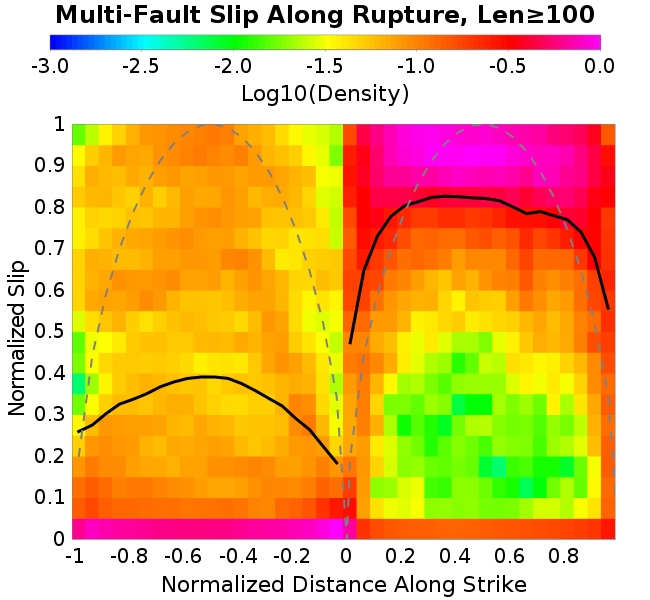 Multi-Fault Slip Along Rupture, Len≥100
-3.0 -2.5 -2.0 -1.5 -1.0 -0.5 0.0
Log10(Density)
1
0.9
0.8
0.7
0.6
0.5
0.4
0.3
0.2
0.1
0
Normalized Slip
-1 -0.8 -0.6 -0.4 -0.2 0 0.2 0.4 0.6 0.8
Normalized Distance Along Strike